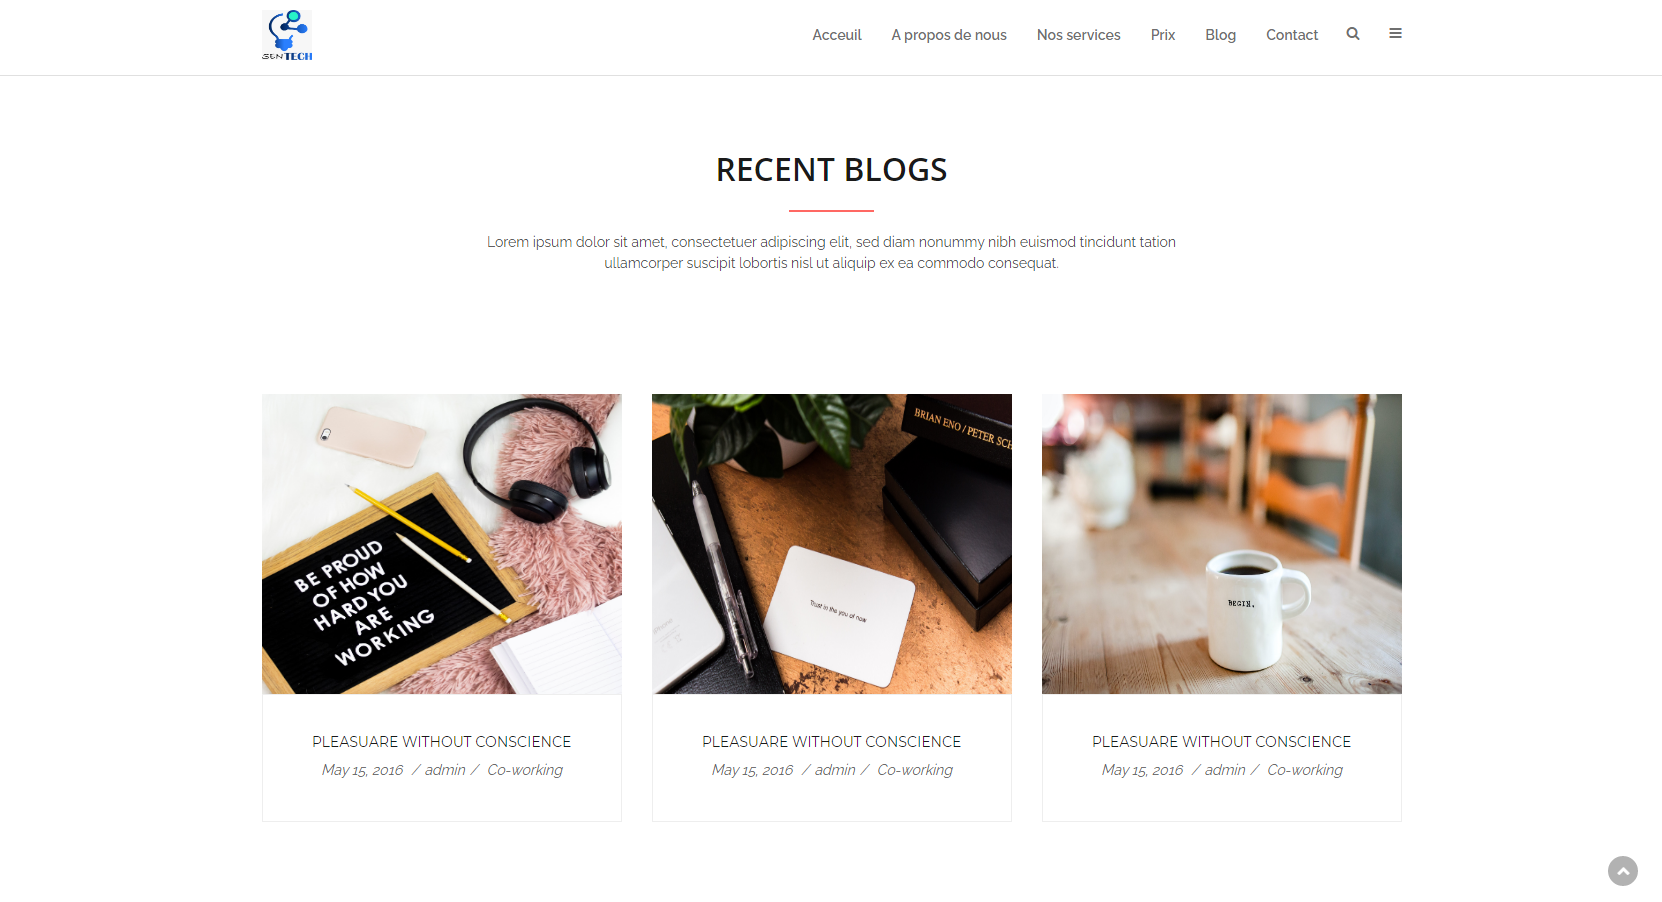 SENTECH
Acceuil A propos de nous Nos services Prix Blog Contact
RECENT BLOGS
Lorem ipsum dolor sit amet, consectetuer adipiscing elit, sed diam nonummy nibh euismod tincidunt tation
ullamcorper suscipit lobortis nisl ut aliquip ex ea commodo consequat.
BE PROUD
OF HOW
HARD YOU
ARE
WORKING
BRIAN ENO / PETER SCH
Trust in the you of now
BEGIN.
PLEASUARE WITHOUT CONSCIENCE
May 15, 2016 / admin / Co-working
PLEASUARE WITHOUT CONSCIENCE
May 15, 2016 / admin / Co-working
PLEASUARE WITHOUT CONSCIENCE
May 15, 2016 / admin / Co-working